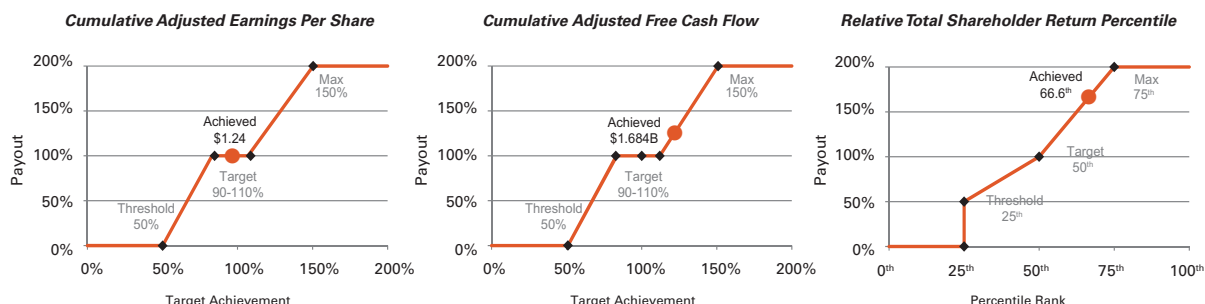 Cumulative Adjusted Earnings Per Share
200%
150%
100%
50%
0%
Payout
Max
150%
Achieved
$1.24
Target
90-110%
Threshold
50%
0% 50% 100% 150% 200%
Target Achievement
Cumulative Adjusted Free Cash Flow
200%
150%
100%
50%
0%
Payout
Max
150%
Achieved
$1.684B
Target
90-110%
Threshold
50%
0% 50% 100% 150% 200%
Target Achievement
Relative Total Shareholder Return Percentile
200%
150%
100%
50%
0%
Payout
Achieved
66.6th
Max
75th
Target
50th
Threshold
25th
0th 25th 50th 75th 100th
Percentile Rank